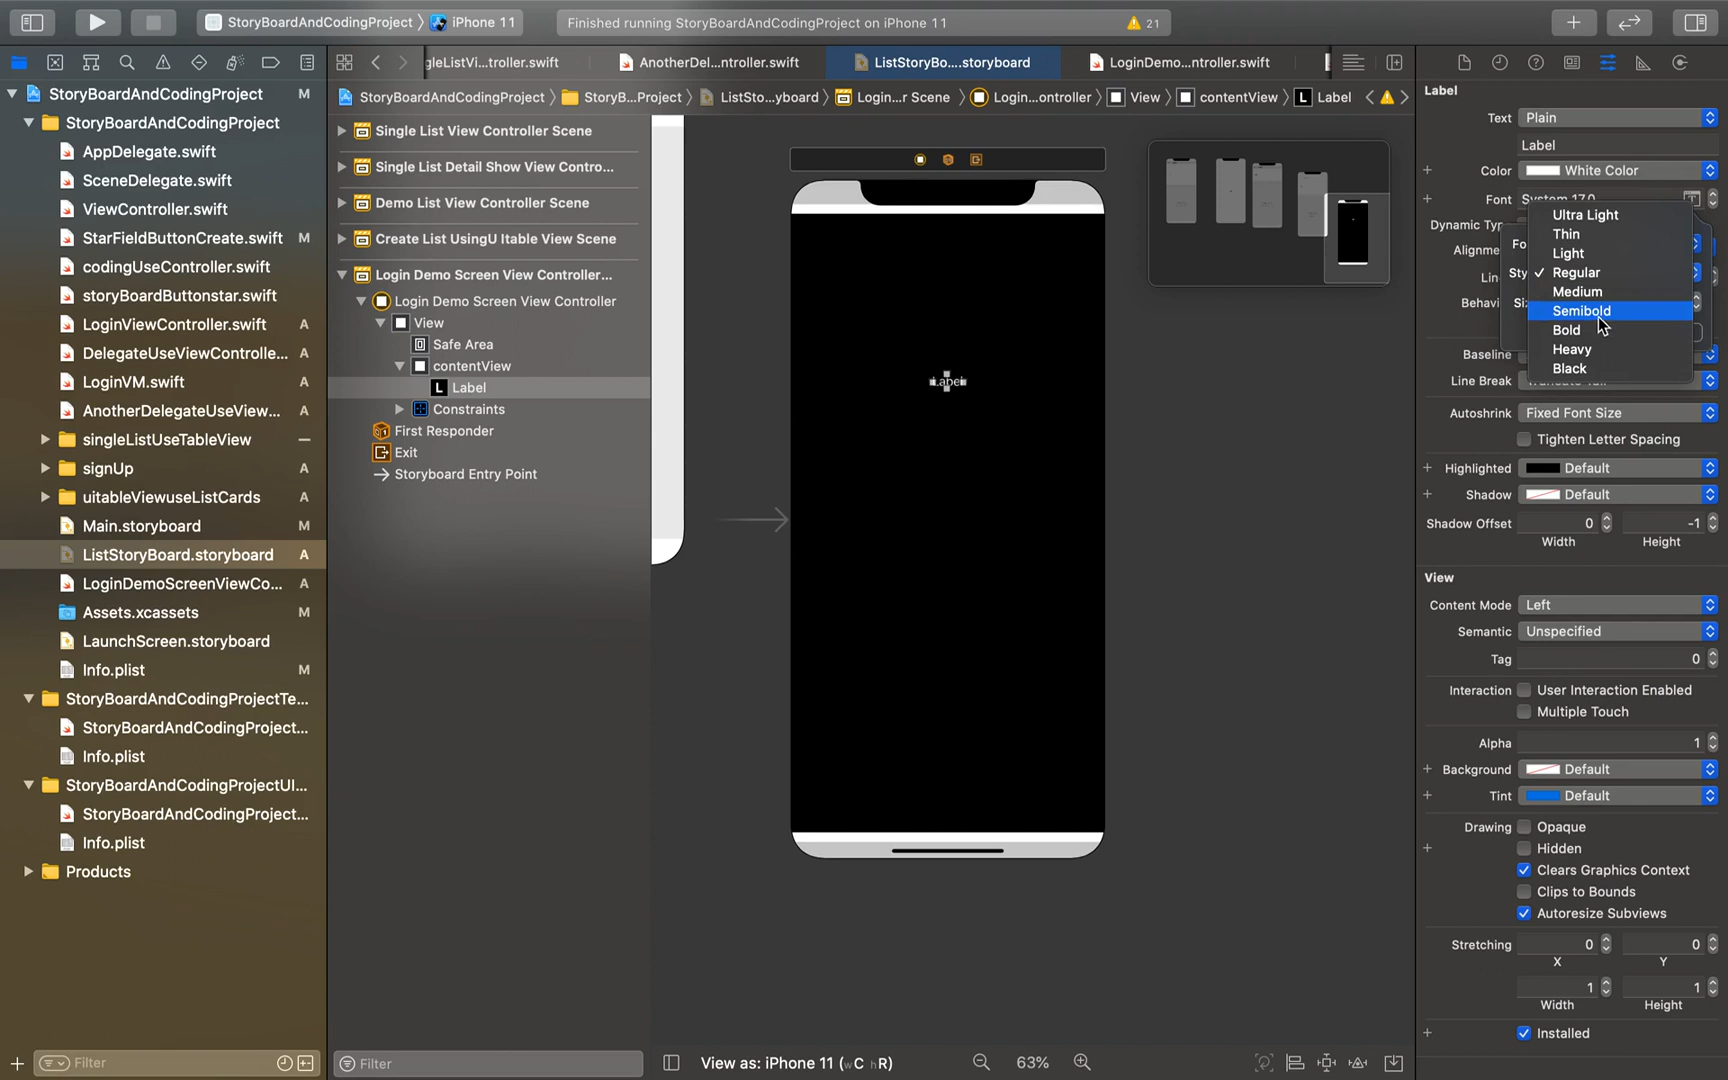 StoryBoardAndCodingProject
iPhone 11
Finished running StoryBoardAndCodingProject on iPhone 11
21
gleListVi...troller.swift
AnotherDel...ntroller.swift
ListStoryBo....storyboard
LoginDemo...ntroller.swift
StoryBoardAndCodingProject
StoryB...Project
ListSto...yboard
Login...r Scene
Login...ontroller
View
contentView
L Label
StoryBoardAndCodingProject M
StoryBoardAndCodingProject
AppDelegate.swift
SceneDelegate.swift
ViewController.swift
StarFieldButtonCreate.swift M
codingUseController.swift
storyBoardButtonstar.swift
LoginViewController.swift A
DelegateUseViewControlle... A
LoginVM.swift A
AnotherDelegateUseView... A
singleListUseTableView
signUp A
uitableViewuseListCards A
Main.storyboard M
ListStoryBoard.storyboard A
LoginDemoScreenViewCo... A
Assets.xcassets M
LaunchScreen.storyboard
Info.plist M
StoryBoardAndCodingProjectTe...
StoryBoardAndCodingProject...
Info.plist
StoryBoardAndCodingProjectUI...
StoryBoardAndCodingProject...
Info.plist
Products
Filter
Single List View Controller Scene
Single List Detail Show View Contro...
Demo List View Controller Scene
Create List UsingU Itable View Scene
Login Demo Screen View Controller...
Login Demo Screen View Controller
View
Safe Area
contentView
L Label
Constraints
First Responder
Exit
Storyboard Entry Point
Filter
Label
View as: iPhone 11 (wC hR)
63%
Label
Text Plain
Label
Color White Color
Font System 17.0
Dynamic Ty
Alignme
Lin
Behavi
Fo
Sty
Si
Ultra Light
Thin
Light
Regular
Medium
Semibold
Bold
Heavy
Black
Baseline
Line Break
Autoshrink Fixed Font Size
Tighten Letter Spacing
Highlighted Default
Shadow Default
Shadow Offset 0 -1
Width Height
View
Content Mode Left
Semantic Unspecified
Tag 0
Interaction User Interaction Enabled
Multiple Touch
Alpha 1
Background Default
Tint Default
Drawing Opaque
Hidden
Clears Graphics Context
Clips to Bounds
Autoresize Subviews
Stretching 0 0
X Y
1 1
Width Height
Installed